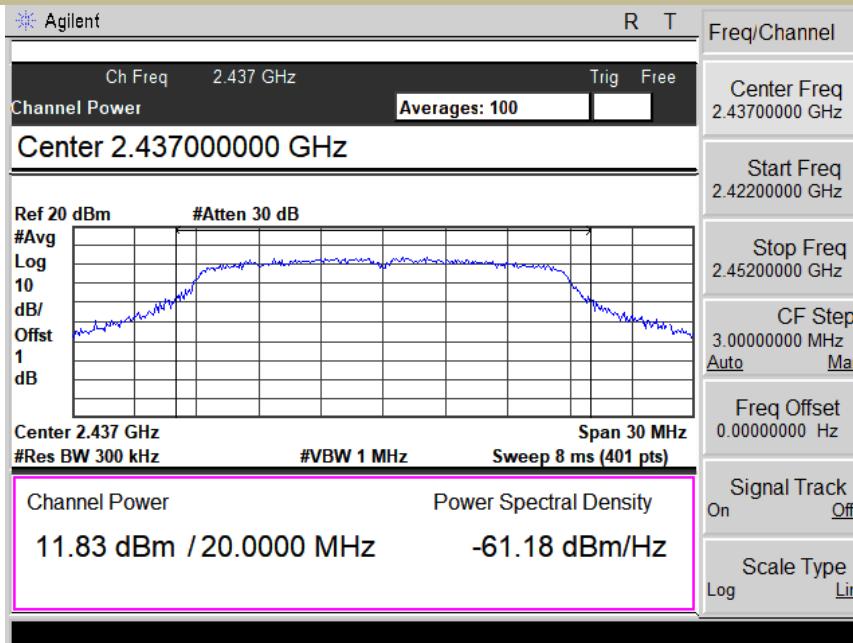 Agilent R T
Freq/Channel
Ch Freq 2.437 GHz Trig Free
Channel Power Averages: 100
Center 2.437000000 GHz
Ref 20 dBm #Atten 30 dB
#Avg
Log
10
dB/
Offst
1
dB
Center 2.437 GHz Span 30 MHz
#Res BW 300 kHz #VBW 1 MHz Sweep 8 ms (401 pts)
Channel Power Power Spectral Density
11.83 dBm / 20.0000 MHz -61.18 dBm/Hz
Center Freq
2.43700000 GHz
Start Freq
2.42200000 GHz
Stop Freq
2.45200000 GHz
CF Step
3.00000000 MHz
Auto Ma
Freq Offset
0.00000000 Hz
Signal Track
On Off
Scale Type
Log Li